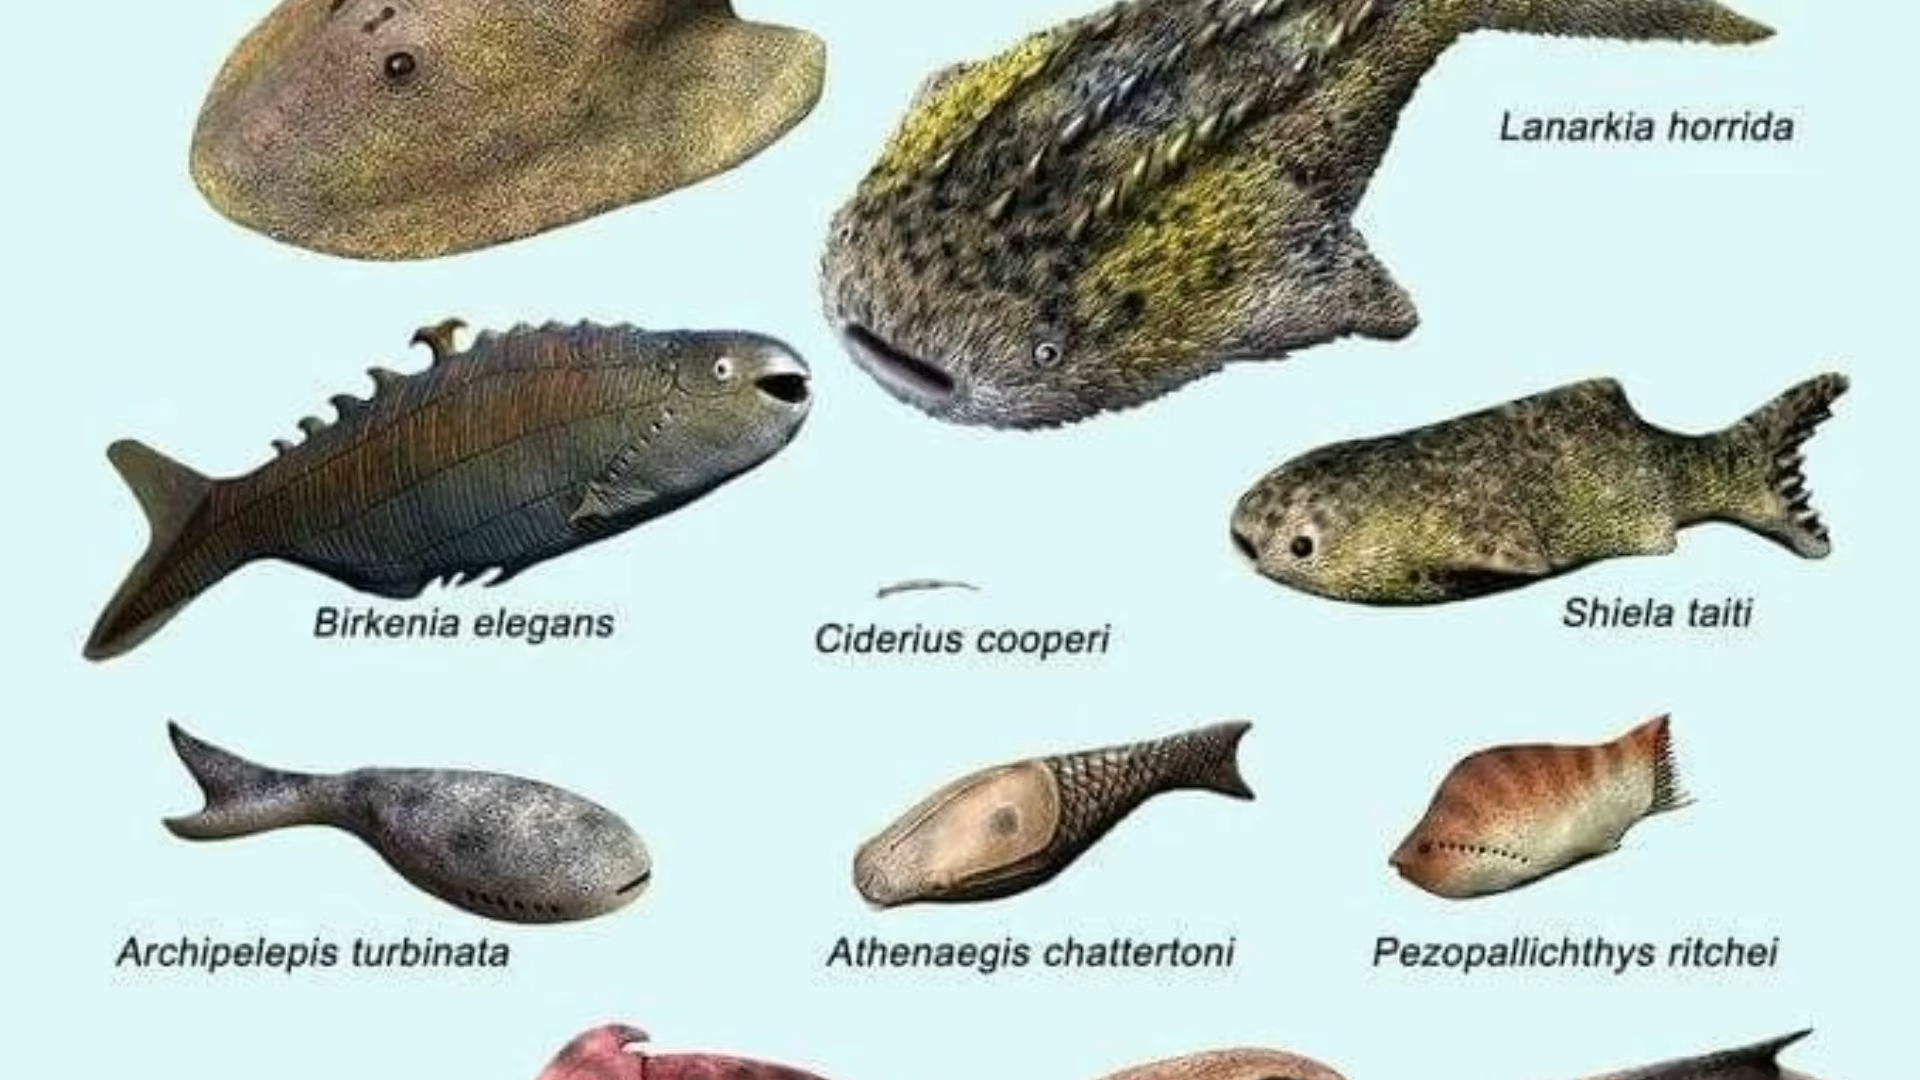 Lanarkia horrida
Birkenia elegans
Ciderius cooperi
Shiela taiti
Archipelepis turbinata
Athenaegis chattertoni
Pezopallichthys ritchei